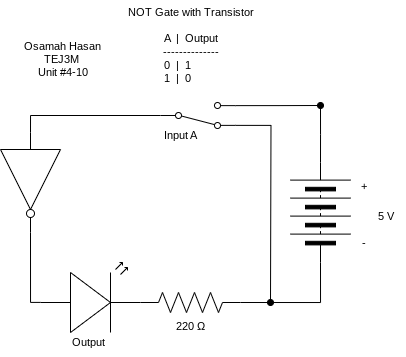 NOT Gate with Transistor
Osamah Hasan
TEJ3M
Unit #4-10
A | Output
--------------
0 | 1
1 | 0
Input A
+
5 V
-
220 Ω
Output